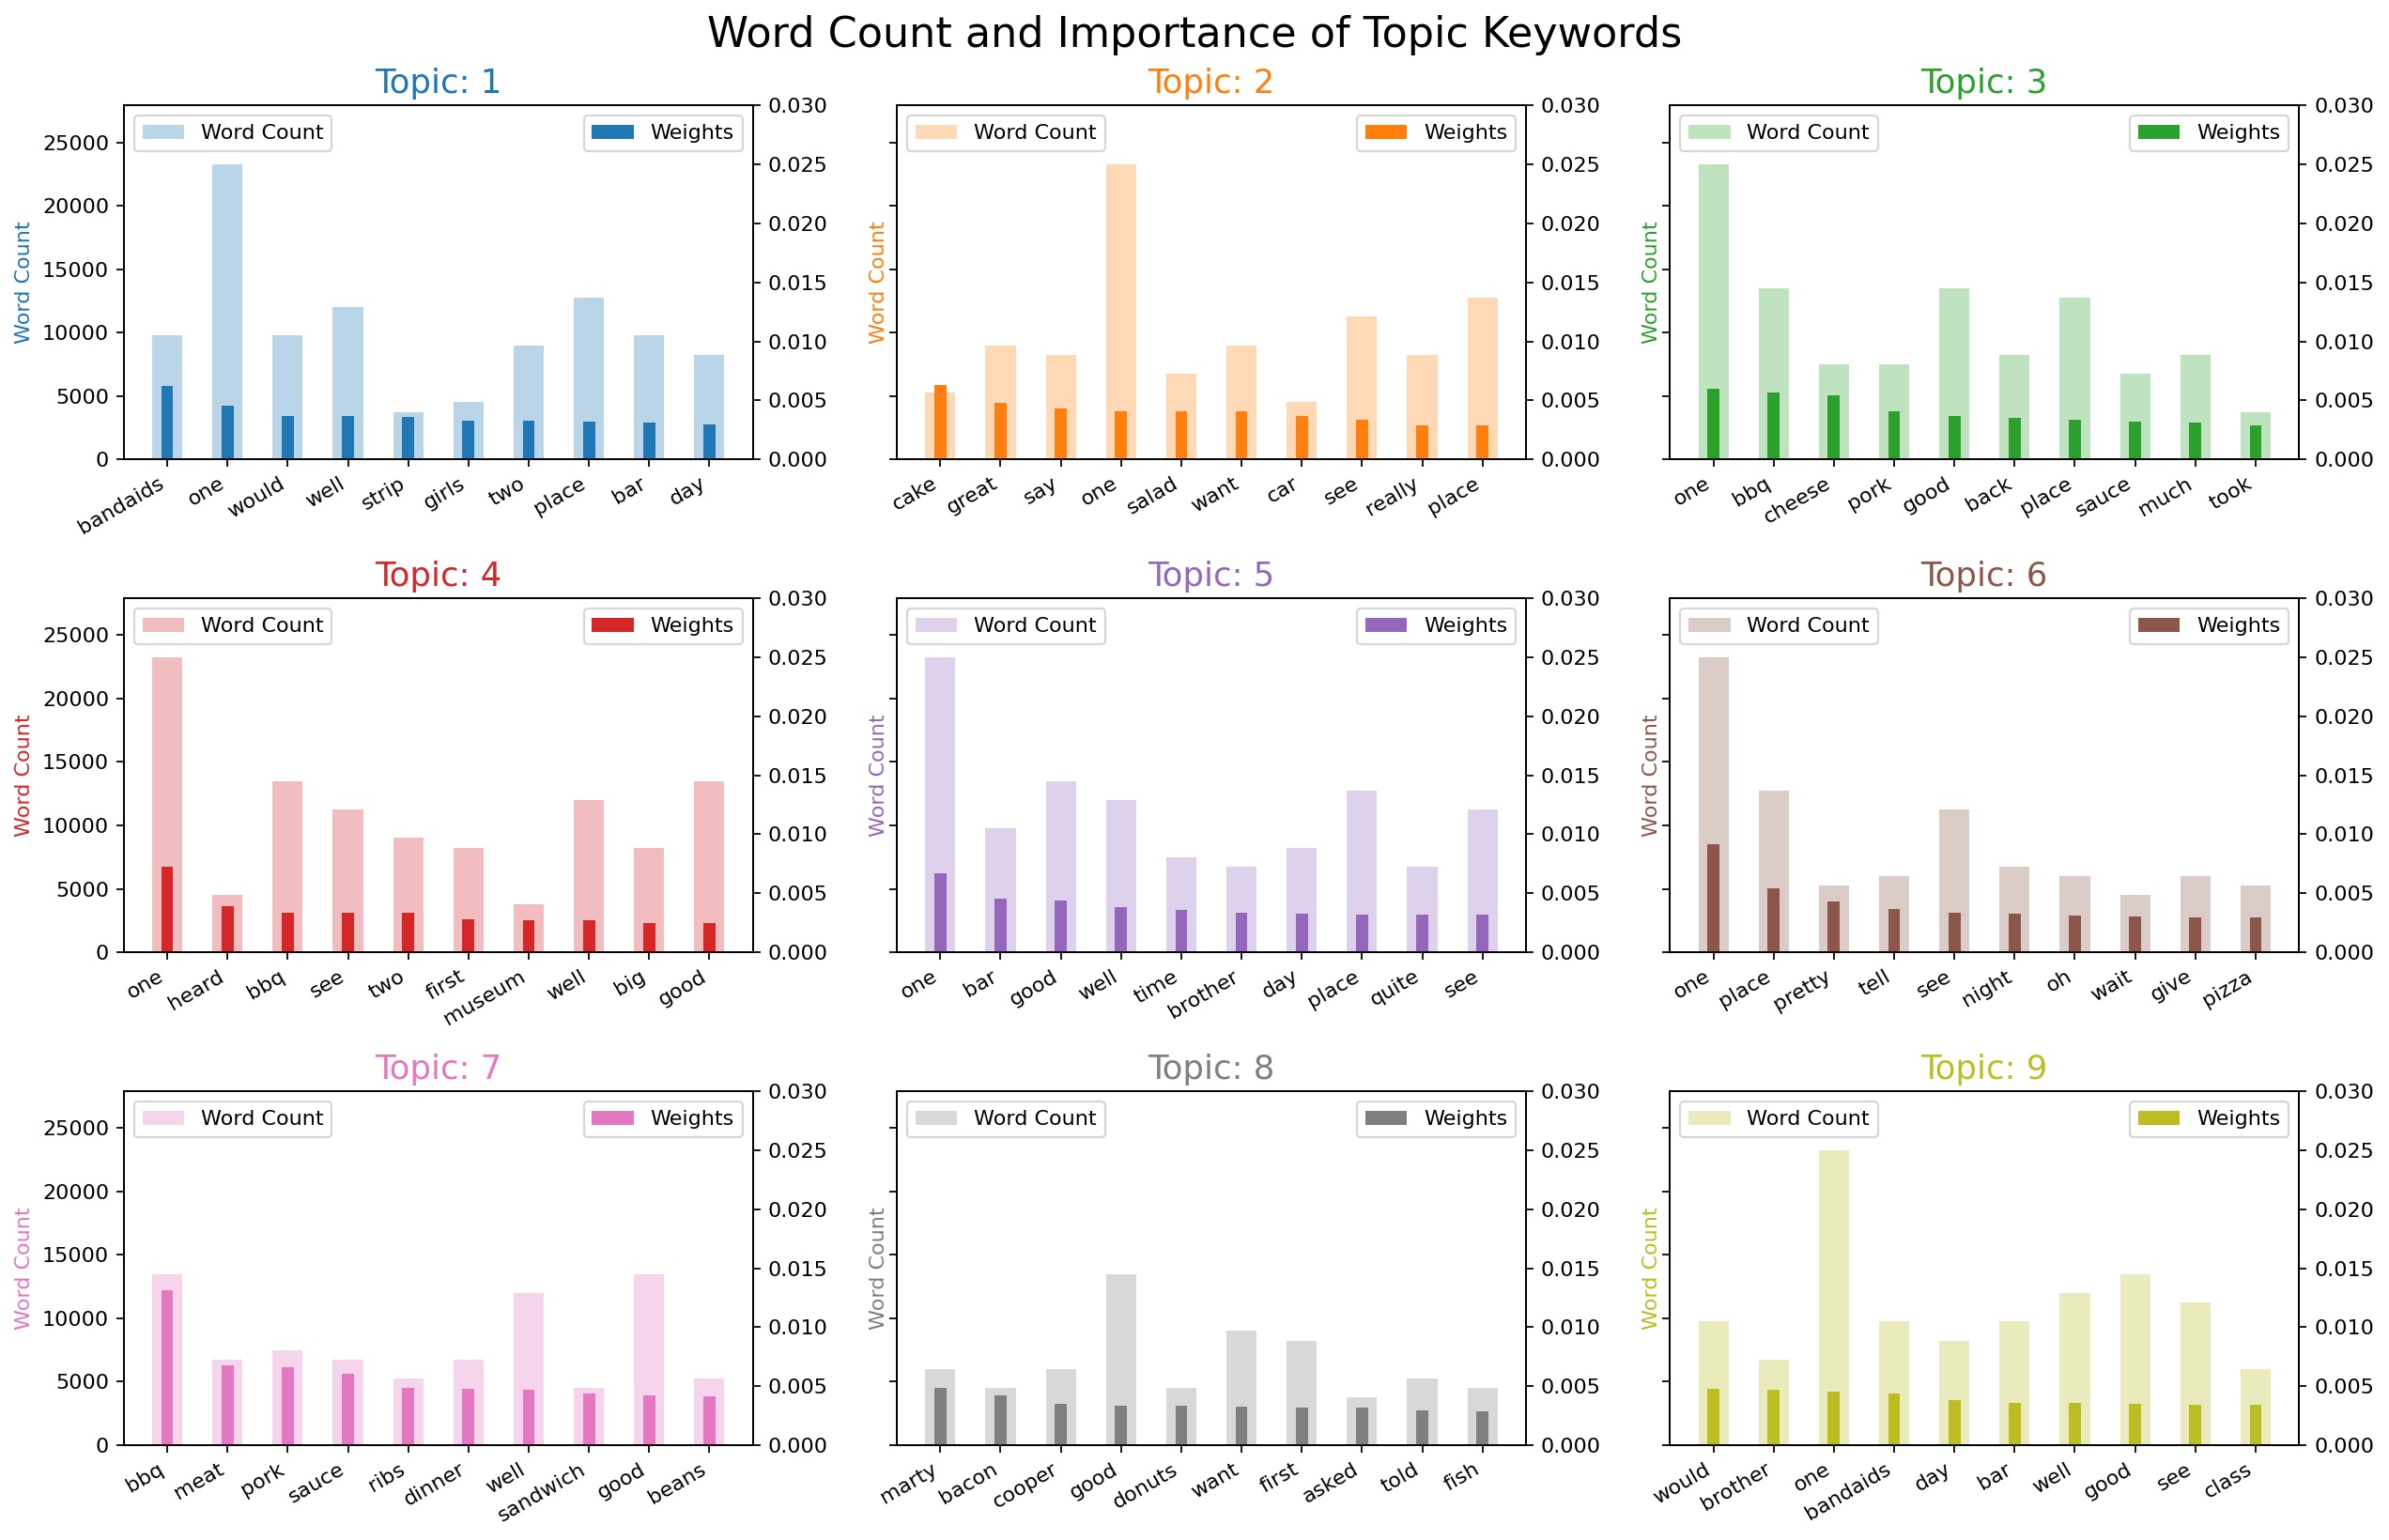 Word Count and Importance of Topic Keywords
Topic: 1
Word Count
Weights
Word Count
25000
20000
15000
10000
5000
0
0.030
0.025
0.020
0.015
0.010
0.005
0.000
bandaids one would well strip girls two place bar day
Topic: 2
Word Count
Weights
Word Count
0.030
0.025
0.020
0.015
0.010
0.005
0.000
cake great say one salad want car see really place
Topic: 3
Word Count
Weights
Word Count
0.030
0.025
0.020
0.015
0.010
0.005
0.000
one bbq cheese pork good back place sauce much took
Topic: 4
Word Count
Weights
Word Count
25000
20000
15000
10000
5000
0
0.030
0.025
0.020
0.015
0.010
0.005
0.000
one heard bbq see two first museum well big good
Topic: 5
Word Count
Weights
Word Count
0.030
0.025
0.020
0.015
0.010
0.005
0.000
one bar good well time brother day place quite see
Topic: 6
Word Count
Weights
Word Count
0.030
0.025
0.020
0.015
0.010
0.005
0.000
one place pretty tell see night oh wait give pizza
Topic: 7
Word Count
Weights
Word Count
25000
20000
15000
10000
5000
0
0.030
0.025
0.020
0.015
0.010
0.005
0.000
bbq meat pork sauce ribs dinner well sandwich good beans
Topic: 8
Word Count
Weights
Word Count
0.030
0.025
0.020
0.015
0.010
0.005
0.000
marty bacon cooper good donuts want first asked told fish
Topic: 9
Word Count
Weights
Word Count
0.030
0.025
0.020
0.015
0.010
0.005
0.000
would brother one bandaids day bar well good see class